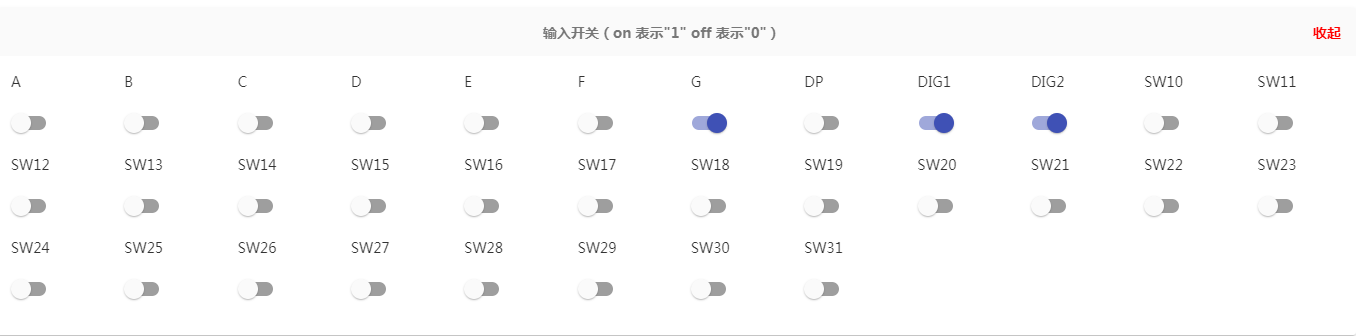 输入开关（on 表示"1" off 表示"0"） 收起
A B C D E F G DP DIG1 DIG2 SW10 SW11
SW12 SW13 SW14 SW15 SW16 SW17 SW18 SW19 SW20 SW21 SW22 SW23
SW24 SW25 SW26 SW27 SW28 SW29 SW30 SW31